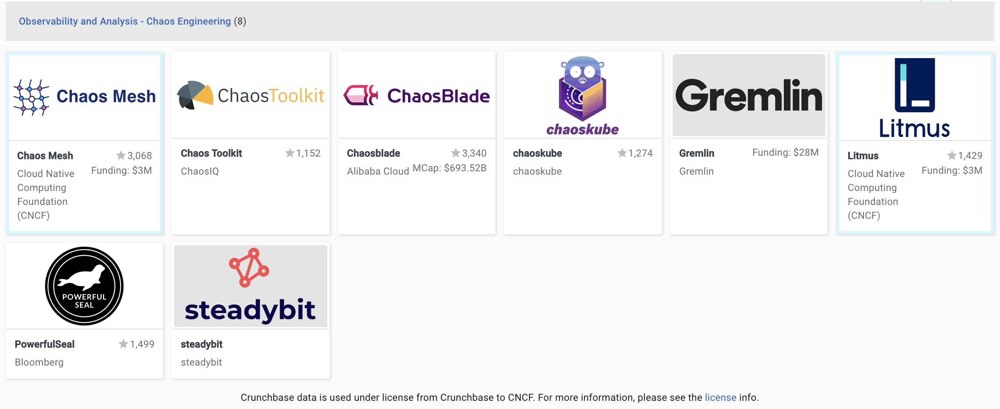 Observability and Analysis - Chaos Engineering (8)
Chaos Mesh
ChaosToolkit
ChaosBlade
chaoskube
Gremlin
Litmus
Chaos Mesh ★3,068
Cloud Native Computing Foundation (CNCF) Funding: $3M
Chaos Toolkit ★1,152
ChaosIQ
Chaosblade ★3,340
Alibaba Cloud MCap: $693.52B
chaoskube ★1,274
chaoskube
Gremlin Funding: $28M
Gremlin
Litmus ★1,429
Cloud Native Computing Foundation (CNCF) Funding: $3M
POWERFUL
SEAL
steadybit
PowerfulSeal ★1,499
Bloomberg
steadybit
steadybit
Crunchbase data is used under license from Crunchbase to CNCF. For more information, please see the license info.